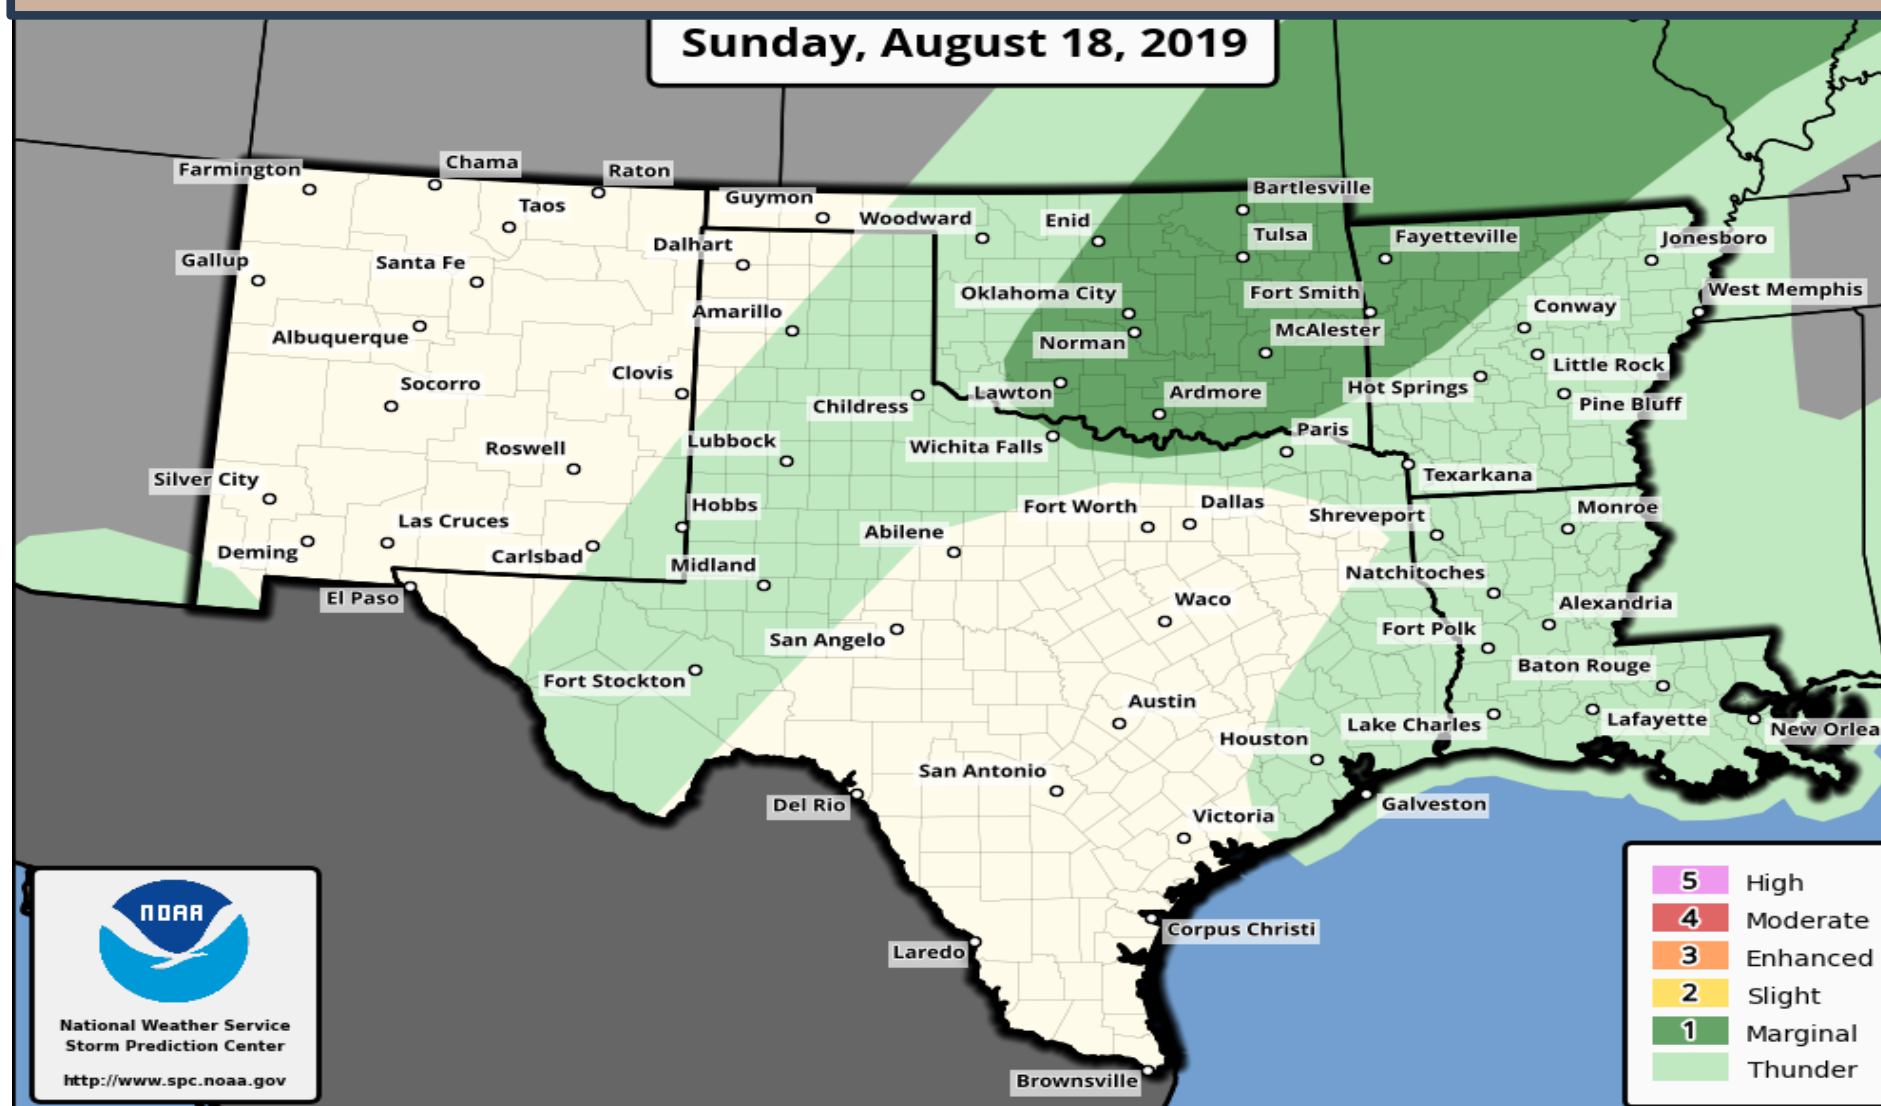 Sunday, August 18, 2019
Farmington
Chama
Raton
Taos
Guymon
Woodward
Enid
Bartlesville
Tulsa
Fayetteville
Jonesboro
Gallup
Santa Fe
Dalhart
Oklahoma City
Fort Smith
Conway
West Memphis
Albuquerque
Amarillo
Norman
McAlester
Little Rock
Socorro
Clovis
Childress
Lawton
Ardmore
Hot Springs
Pine Bluff
Roswell
Lubbock
Wichita Falls
Paris
Texarkana
Silver City
Las Cruces
Hobbs
Abilene
Fort Worth
Dallas
Shreveport
Monroe
Deming
Carlsbad
Midland
Natchitoches
El Paso
San Angelo
Waco
Fort Polk
Alexandria
Fort Stockton
Austin
Baton Rouge
Houston
Lake Charles
Lafayette
New Orlea
San Antonio
Del Rio
Victoria
Galveston
Corpus Christi
Laredo
Brownsville
NOAA
National Weather Service
Storm Prediction Center
http://www.spc.noaa.gov
5 High
4 Moderate
3 Enhanced
2 Slight
1 Marginal
Thunder